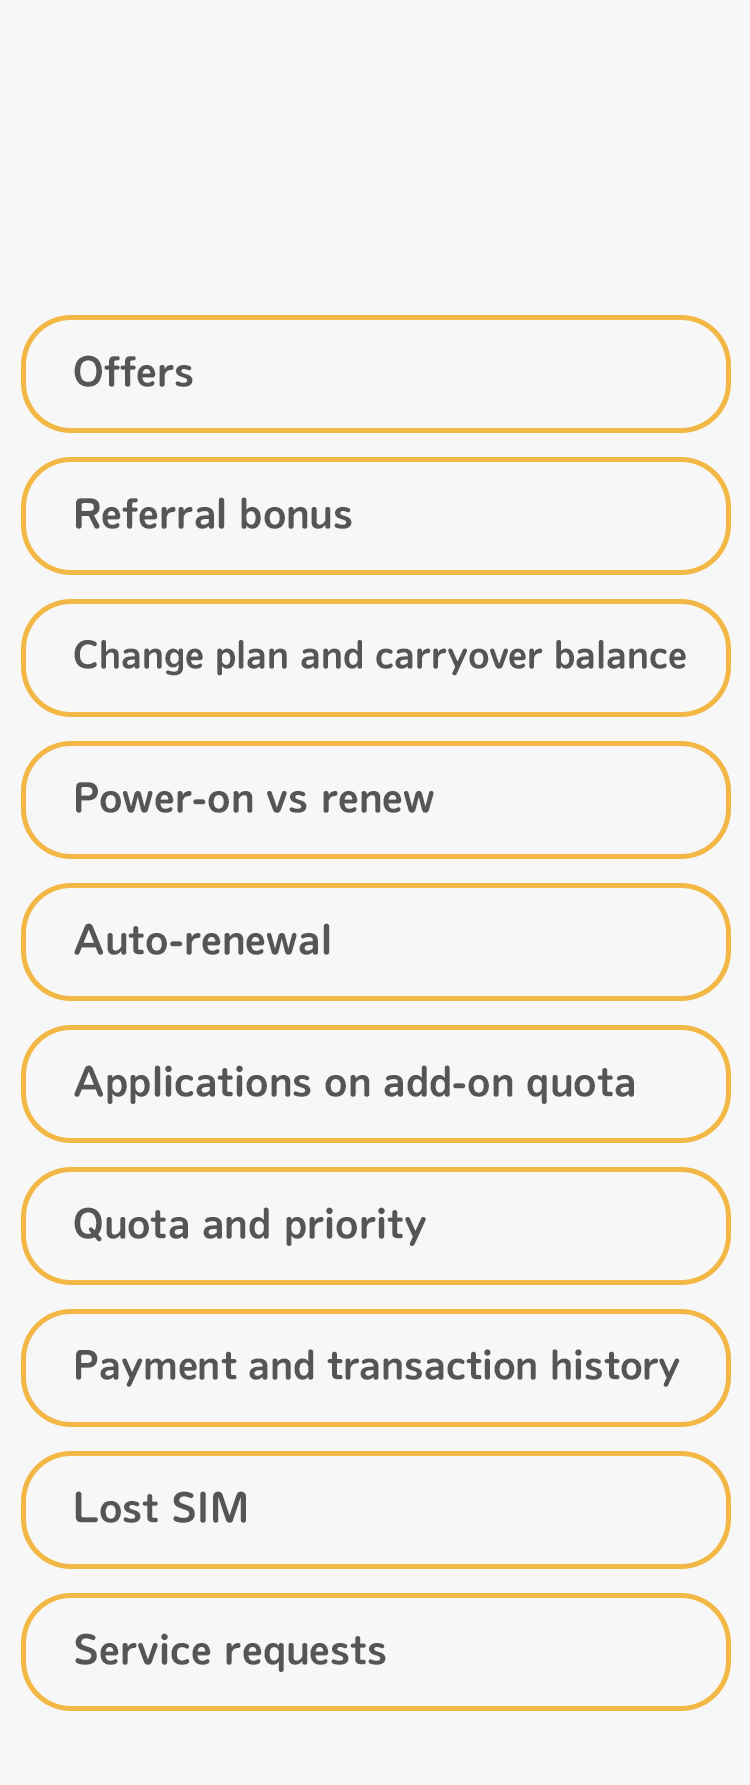 Offers
Referral bonus
Change plan and carryover balance
Power-on vs renew
Auto-renewal
Applications on add-on quota
Quota and priority
Payment and transaction history
Lost SIM
Service requests